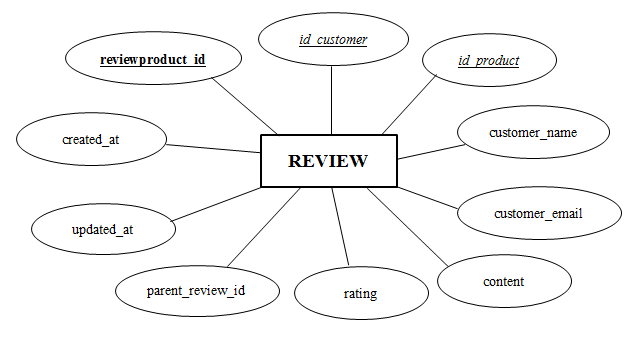 id_customer
reviewproduct_id
id_product
created_at
customer_name
REVIEW
customer_email
updated_at
content
parent_review_id
rating